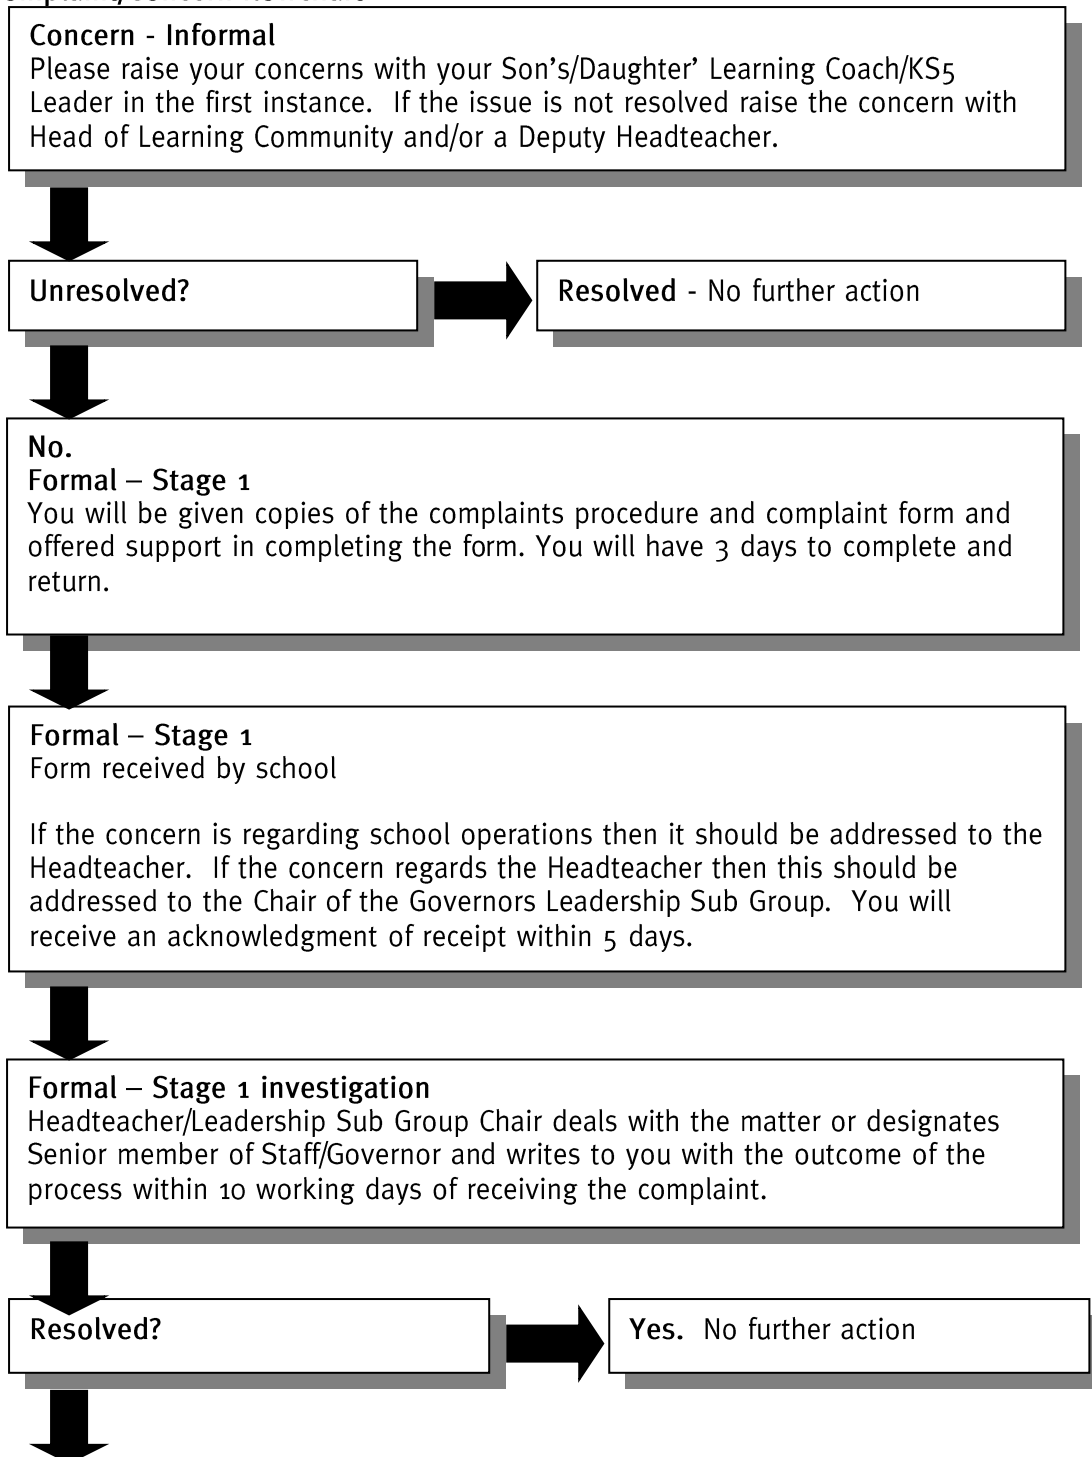 Concern - Informal
Please raise your concerns with your Son's/Daughter' Learning Coach/KS5
Leader in the first instance.  If the issue is not resolved raise the concern with
Head of Learning Community and/or a Deputy Headteacher.
Unresolved?
Resolved - No further action
No.
Formal – Stage 1
You will be given copies of the complaints procedure and complaint form and
offered support in completing the form. You will have 3 days to complete and
return.
Formal – Stage 1
Form received by school
If the concern is regarding school operations then it should be addressed to the
Headteacher.  If the concern regards the Headteacher then this should be
addressed to the Chair of the Governors Leadership Sub Group.  You will
receive an acknowledgment of receipt within 5 days.
Formal – Stage 1 investigation
Headteacher/Leadership Sub Group Chair deals with the matter or designates
Senior member of Staff/Governor and writes to you with the outcome of the
process within 10 working days of receiving the complaint.
Resolved?
Yes.  No further action